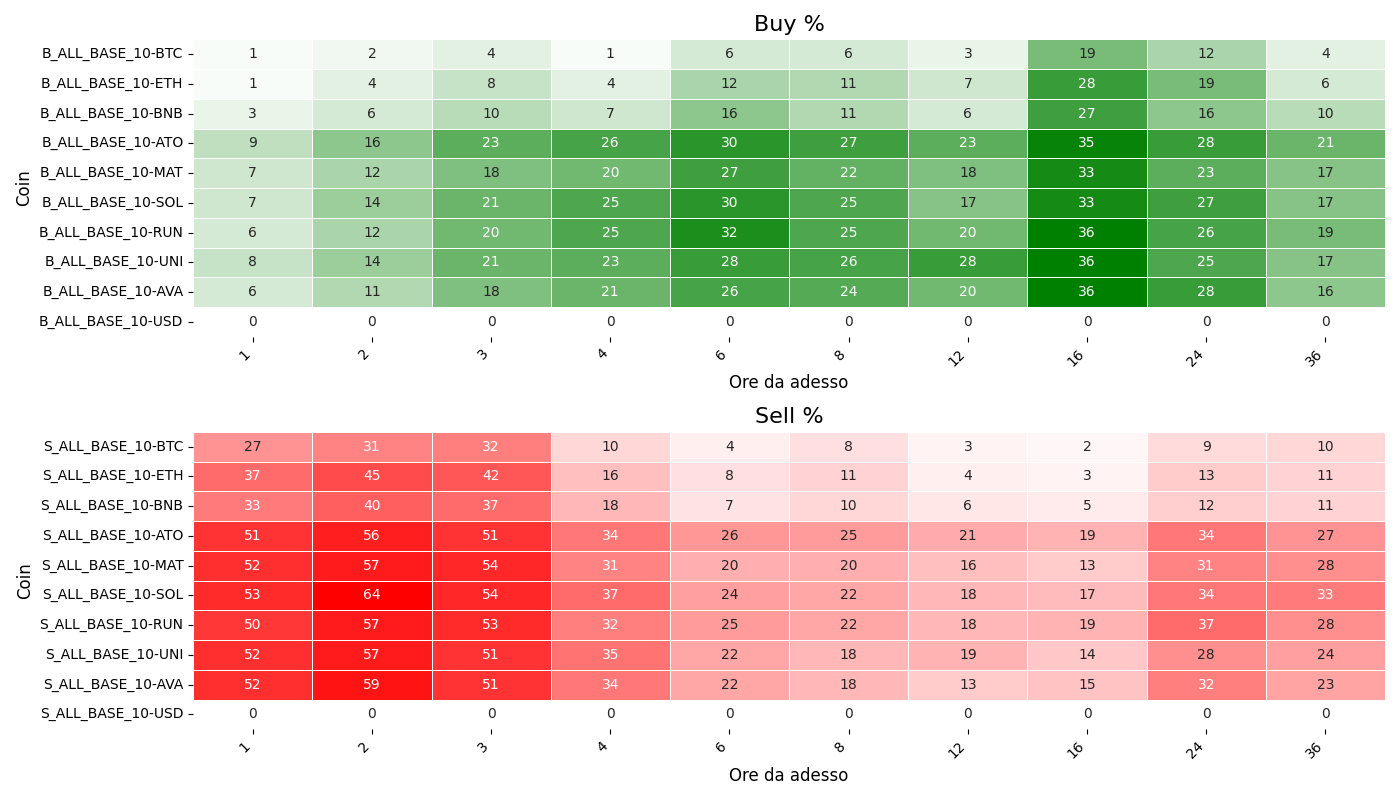 Buy %
Coin
B_ALL_BASE_10-BTC 1 2 4 1 6 6 3 19 12 4
B_ALL_BASE_10-ETH 1 4 8 4 12 11 7 28 19 6
B_ALL_BASE_10-BNB 3 6 10 7 16 11 6 27 16 10
B_ALL_BASE_10-ATO 9 16 23 26 30 27 23 35 28 21
B_ALL_BASE_10-MAT 7 12 18 20 27 22 18 33 23 17
B_ALL_BASE_10-SOL 7 14 21 25 30 25 17 33 27 17
B_ALL_BASE_10-RUN 6 12 20 25 32 25 20 36 26 19
B_ALL_BASE_10-UNI 8 14 21 23 28 26 28 36 25 17
B_ALL_BASE_10-AVA 6 11 18 21 26 24 20 36 28 16
B_ALL_BASE_10-USD 0 0 0 0 0 0 0 0 0 0
1 2 3 4 6 8 12 16 24 36
Ore da adesso
Sell %
Coin
S_ALL_BASE_10-BTC 27 31 32 10 4 8 3 2 9 10
S_ALL_BASE_10-ETH 37 45 42 16 8 11 4 3 13 11
S_ALL_BASE_10-BNB 33 40 37 18 7 10 6 5 12 11
S_ALL_BASE_10-ATO 51 56 51 34 26 25 21 19 34 27
S_ALL_BASE_10-MAT 52 57 54 31 20 20 16 13 31 28
S_ALL_BASE_10-SOL 53 64 54 37 24 22 18 17 34 33
S_ALL_BASE_10-RUN 50 57 53 32 25 22 18 19 37 28
S_ALL_BASE_10-UNI 52 57 51 35 22 18 19 14 28 24
S_ALL_BASE_10-AVA 52 59 51 34 22 18 13 15 32 23
S_ALL_BASE_10-USD 0 0 0 0 0 0 0 0 0 0
1 2 3 4 6 8 12 16 24 36
Ore da adesso